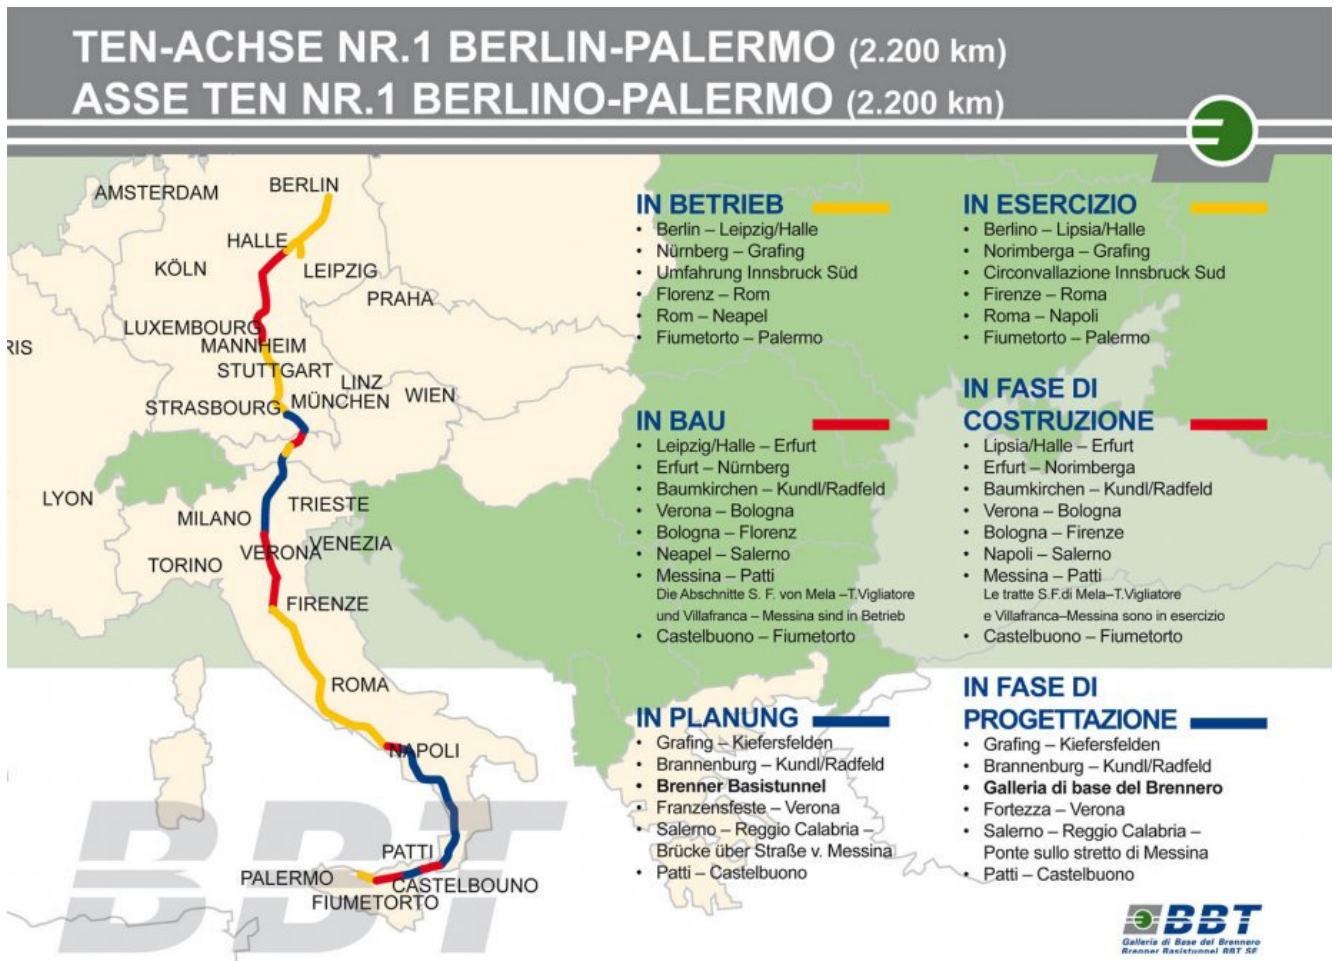 TEN-ACHSE NR.1 BERLIN-PALERMO (2.200 km)
ASSE TEN NR.1 BERLINO-PALERMO (2.200 km)
AMSTERDAM
BERLIN
HALLE
KÖLN
LEIPZIG
PRAHA
LUXEMBOURG
MANNHEIM
RIS
STUTTGART
LINZ
WIEN
STRASBOURG
MÜNCHEN
LYON
TRIESTE
MILANO
VENEZIA
VERONA
TORINO
FIRENZE
ROMA
NAPOLI
PATTI
PALERMO
CASTELBOUNO
FIUMETORTO
BBT
IN BETRIEB
• Berlin – Leipzig/Halle
• Nürnberg – Grafing
• Umfahrung Innsbruck Süd
• Florenz – Rom
• Rom – Neapel
• Fiumetorto – Palermo
IN BAU
• Leipzig/Halle – Erfurt
• Erfurt – Nürnberg
• Baumkirchen – Kundl/Radfeld
• Verona – Bologna
• Bologna – Florenz
• Neapel – Salerno
• Messina – Patti
Die Abschnitte S. F. von Mela –T.Vigliatore
und Villafranca – Messina sind in Betrieb
• Castelbuono – Fiumetorto
IN PLANUNG
• Grafing – Kiefersfelden
• Brannenburg – Kundl/Radfeld
• Brenner Basistunnel
• Franzensfeste – Verona
• Salerno – Reggio Calabria –
Brücke über Straße v. Messina
• Patti – Castelbuono
IN ESERCIZIO
• Berlino – Lipsia/Halle
• Norimberga – Grafing
• Circonvallazione Innsbruck Sud
• Firenze – Roma
• Roma – Napoli
• Fiumetorto – Palermo
IN FASE DI
COSTRUZIONE
• Lipsia/Halle – Erfurt
• Erfurt – Norimberga
• Baumkirchen – Kundl/Radfeld
• Verona – Bologna
• Bologna – Firenze
• Napoli – Salerno
• Messina – Patti
Le tratte S.F.di Mela–T.Vigliatore
e Villafranca–Messina sono in esercizio
• Castelbuono – Fiumetorto
IN FASE DI
PROGETTAZIONE
• Grafing – Kiefersfelden
• Brannenburg – Kundl/Radfeld
• Galleria di base del Brennero
• Fortezza – Verona
• Salerno – Reggio Calabria –
Ponte sullo stretto di Messina
• Patti – Castelbuono
BBT
Galleria di Base del Brennero
Brenner Basistunnel BBT SE